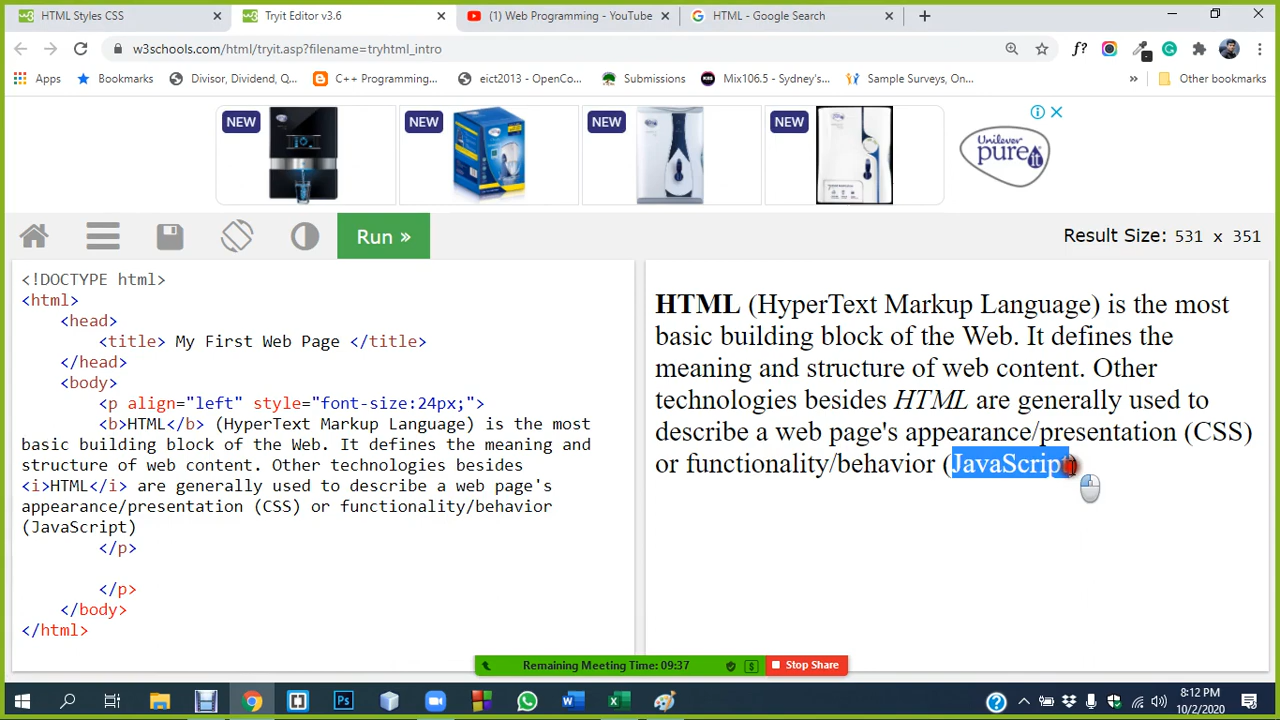 HTML Styles CSS
Tryit Editor v3.6
(1) Web Programming - YouTube
HTML - Google Search
w3schools.com/html/tryit.asp?filename=tryhtml_intro
f?
Apps
Bookmarks
Divisor, Dividend, Q...
C++ Programming...
eict2013 - OpenCo...
Submissions
Mix106.5 - Sydney's...
Sample Surveys, On...
»
Other bookmarks
NEW
NEW
NEW
NEW
Unilever
pureit
Run »
Result Size: 531 x 351
<!DOCTYPE html>
<html>
<head>
<title> My First Web Page </title>
</head>
<body>
<p align="left" style="font-size:24px;">
<b>HTML</b> (HyperText Markup Language) is the most
basic building block of the Web. It defines the meaning and
structure of web content. Other technologies besides
<i>HTML</i> are generally used to describe a web page's
appearance/presentation (CSS) or functionality/behavior
(JavaScript)
</p>
</p>
</body>
</html>
HTML (HyperText Markup Language) is the most
basic building block of the Web. It defines the
meaning and structure of web content. Other
technologies besides HTML are generally used to
describe a web page's appearance/presentation (CSS)
or functionality/behavior (JavaScript)
Remaining Meeting Time: 09:37
Stop Share
Ps
8:12 PM
10/2/2020